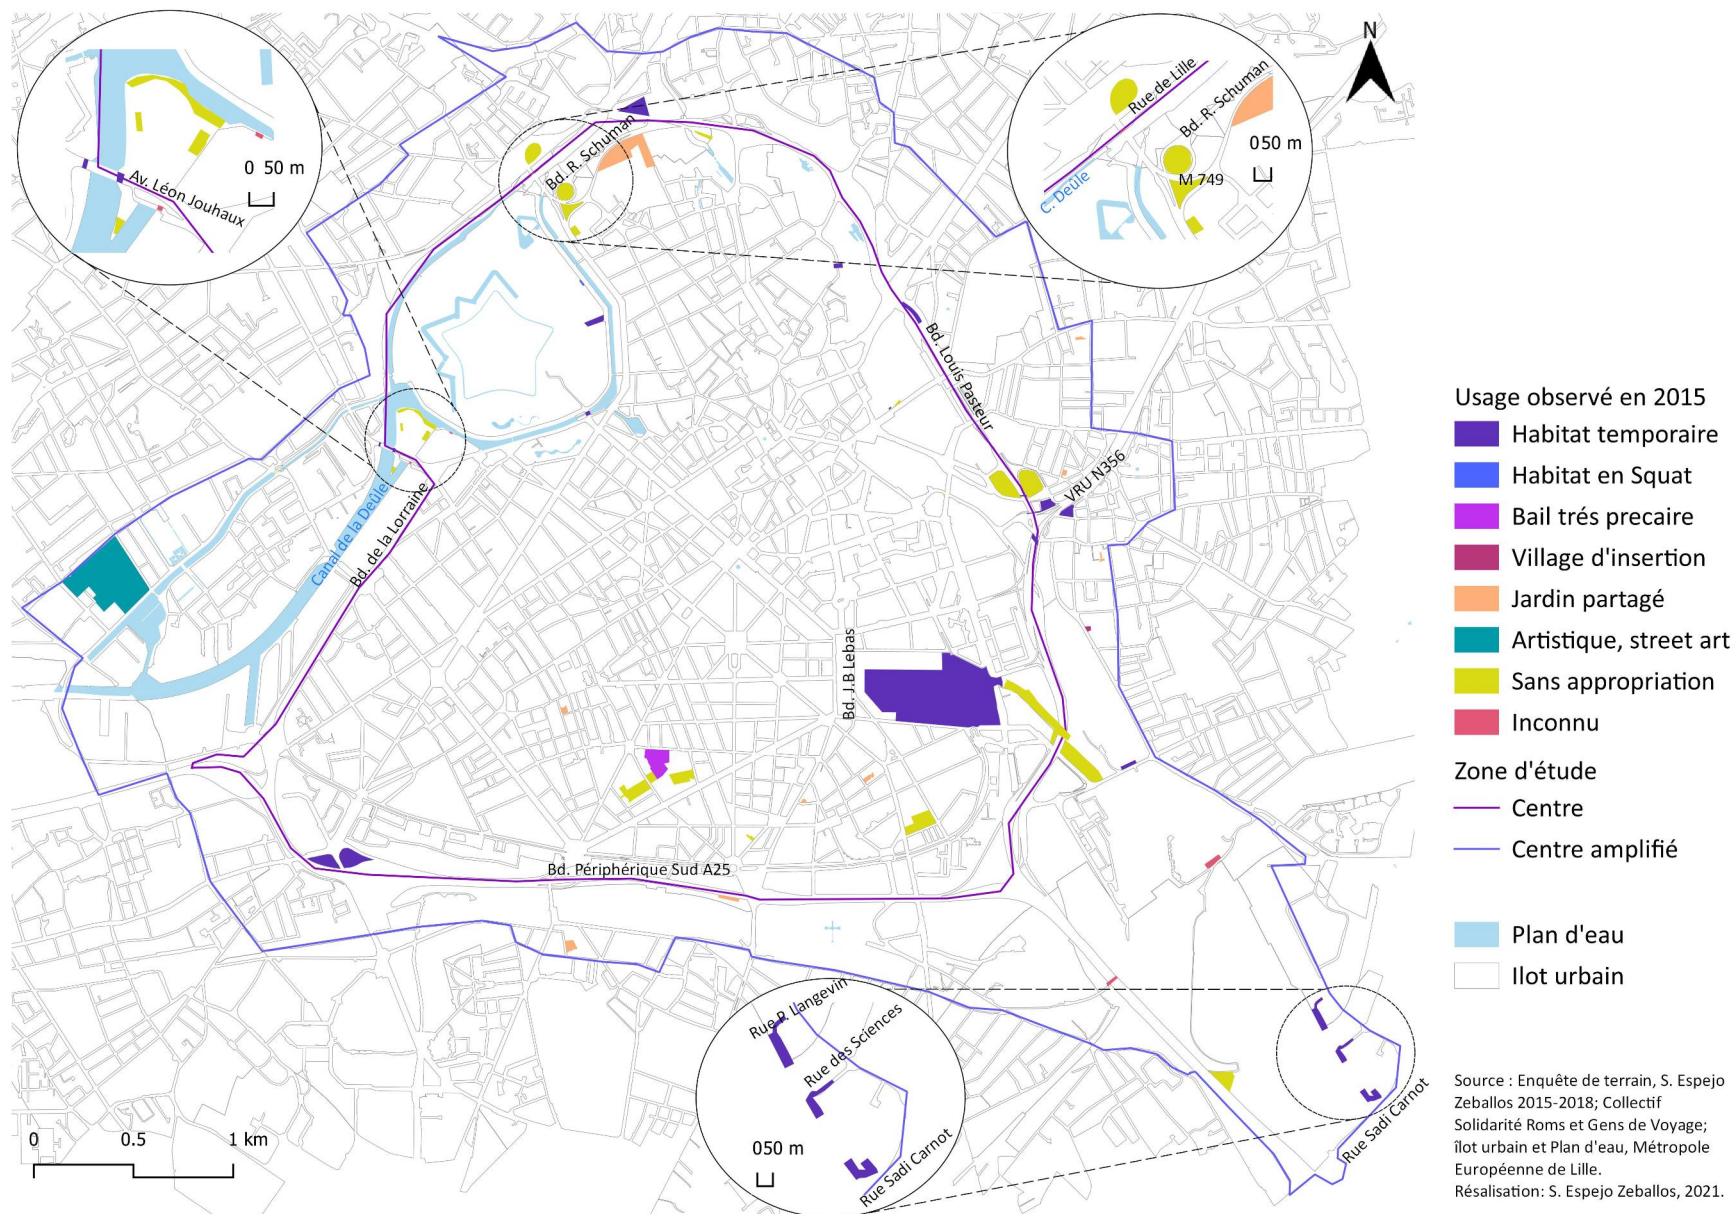 N
Rue de Lille
Bd. R. Schuman
050 m
M 749
C. Deûle
0 50 m
Av. Léon Jouhaux
Bd. R. Schuman
Bd. Louis Pasteur
VRU N356
Canal de la Deûle
Bd. de la Lorraine
Bd. J.B Lebas
Bd. Périphérique Sud A25
Rue P. Langevin
Rue des Sciences
050 m
Rue Sadi Carnot
Rue Sadi Carnot
0 0.5 1 km
Usage observé en 2015
Habitat temporaire
Habitat en Squat
Bail trés precaire
Village d'insertion
Jardin partagé
Artistique, street art
Sans appropriation
Inconnu
Zone d'étude
Centre
Centre amplifié
Plan d'eau
Ilot urbain
Source : Enquête de terrain, S. Espejo
Zeballos 2015-2018; Collectif
Solidarité Roms et Gens de Voyage;
îlot urbain et Plan d'eau, Métropole
Européenne de Lille.
Résalisation: S. Espejo Zeballos, 2021.